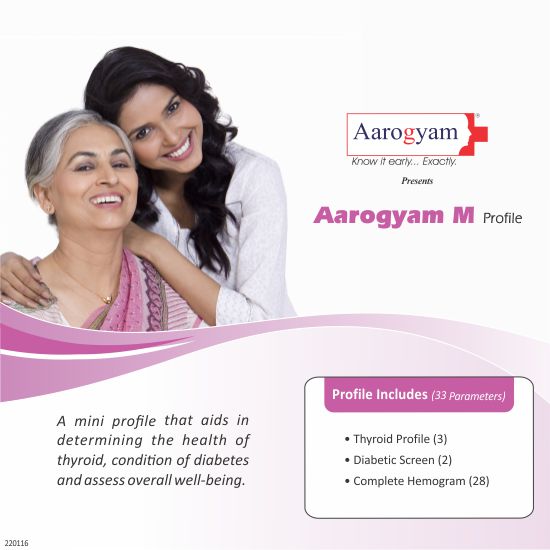 Aarogyam®
Know it early... Exactly.
Presents
Aarogyam M Profile
A mini profile that aids in
determining the health of
thyroid, condition of diabetes
and assess overall well-being.
Profile Includes (33 Parameters)
• Thyroid Profile (3)
• Diabetic Screen (2)
• Complete Hemogram (28)
220116